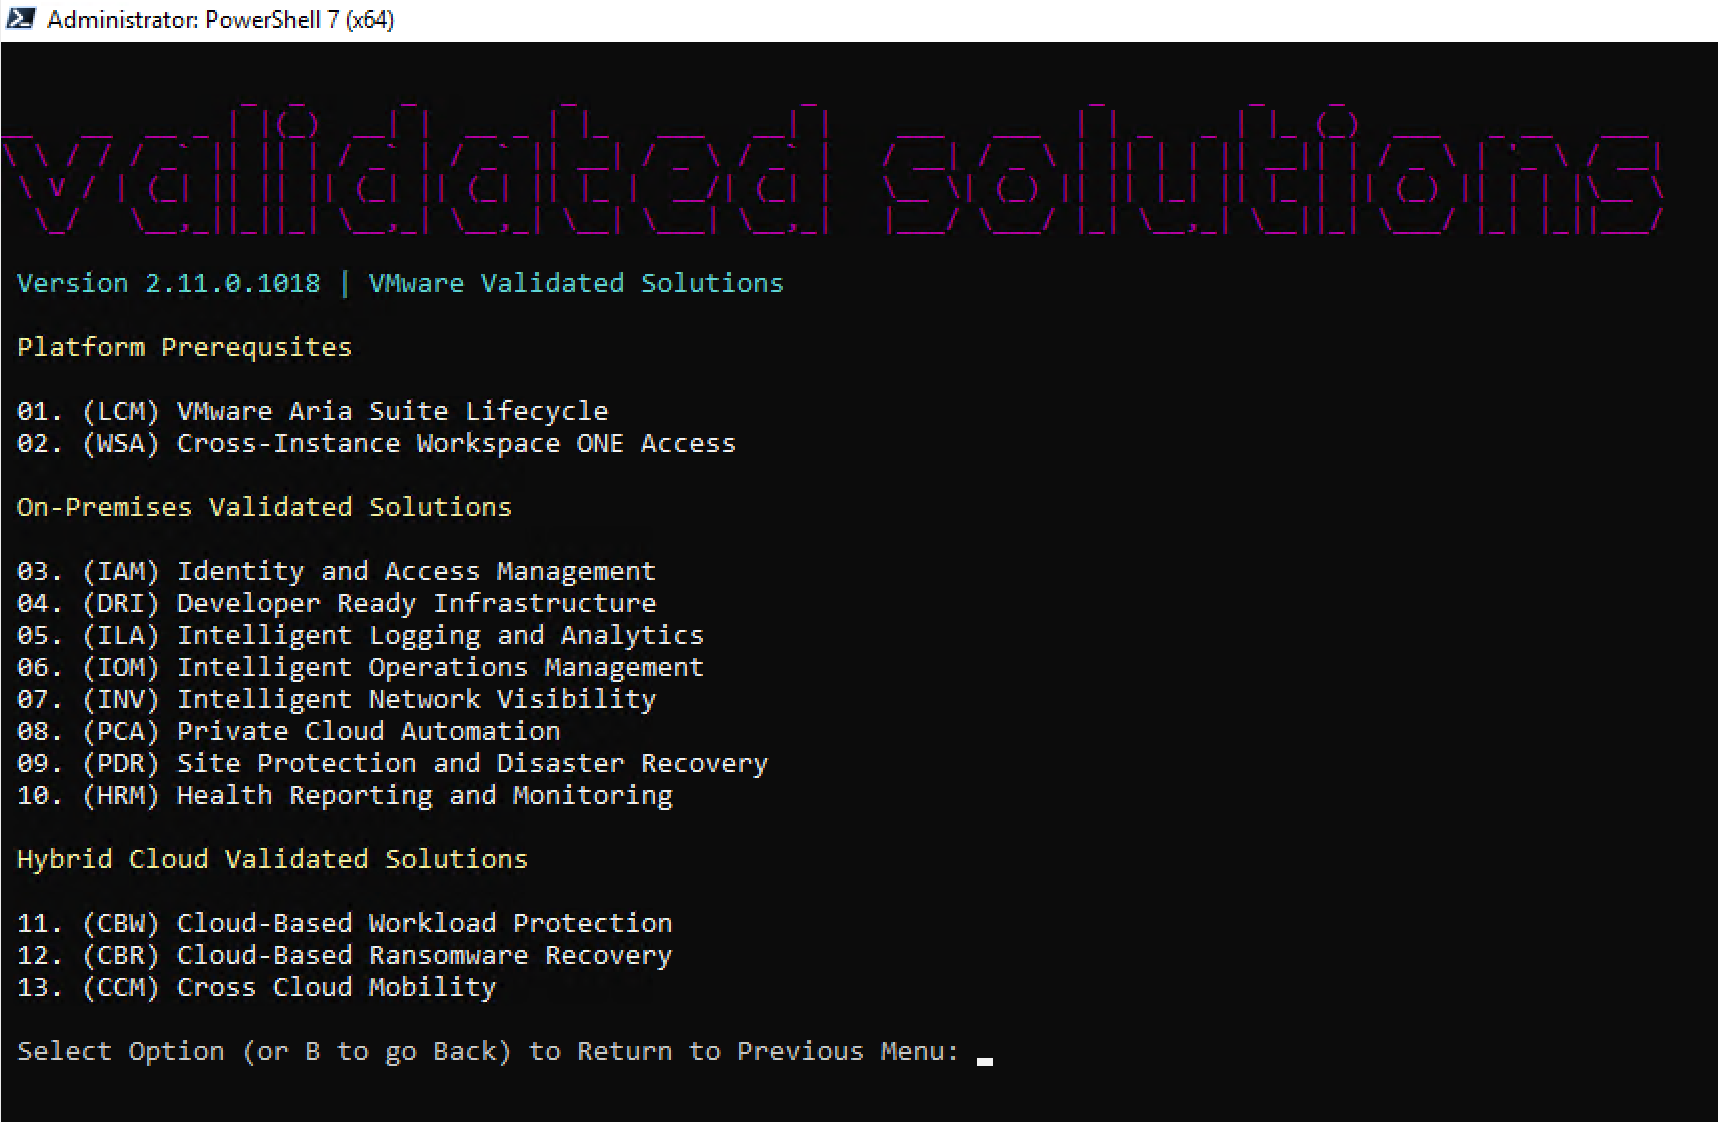 Administrator: PowerShell 7 (x64)
validated solutions
Version 2.11.0.1018 | VMware Validated Solutions
Platform Prerequsites
01. (LCM) VMware Aria Suite Lifecycle
02. (WSA) Cross-Instance Workspace ONE Access
On-Premises Validated Solutions
03. (IAM) Identity and Access Management
04. (DRI) Developer Ready Infrastructure
05. (ILA) Intelligent Logging and Analytics
06. (IOM) Intelligent Operations Management
07. (INV) Intelligent Network Visibility
08. (PCA) Private Cloud Automation
09. (PDR) Site Protection and Disaster Recovery
10. (HRM) Health Reporting and Monitoring
Hybrid Cloud Validated Solutions
11. (CBW) Cloud-Based Workload Protection
12. (CBR) Cloud-Based Ransomware Recovery
13. (CCM) Cross Cloud Mobility
Select Option (or B to go Back) to Return to Previous Menu: